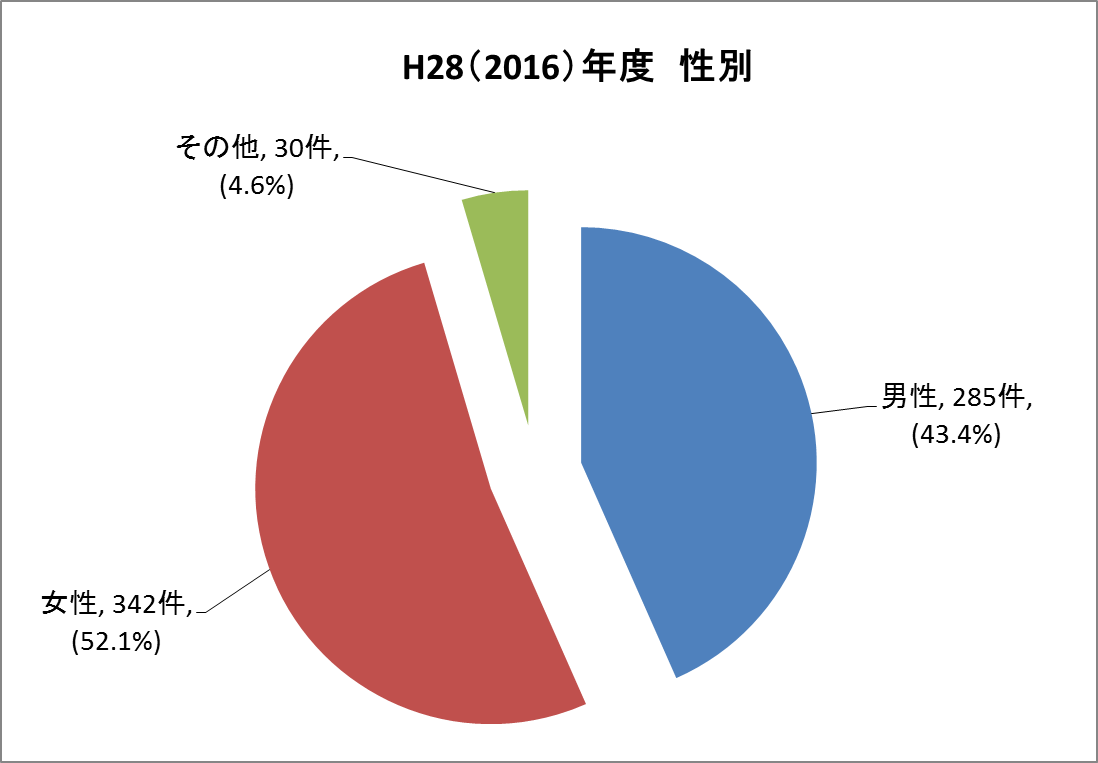 H28（2016）年度　性別
その他, 30件,
(4.6%)
男性, 285件,
(43.4%)
女性, 342件,
(52.1%)